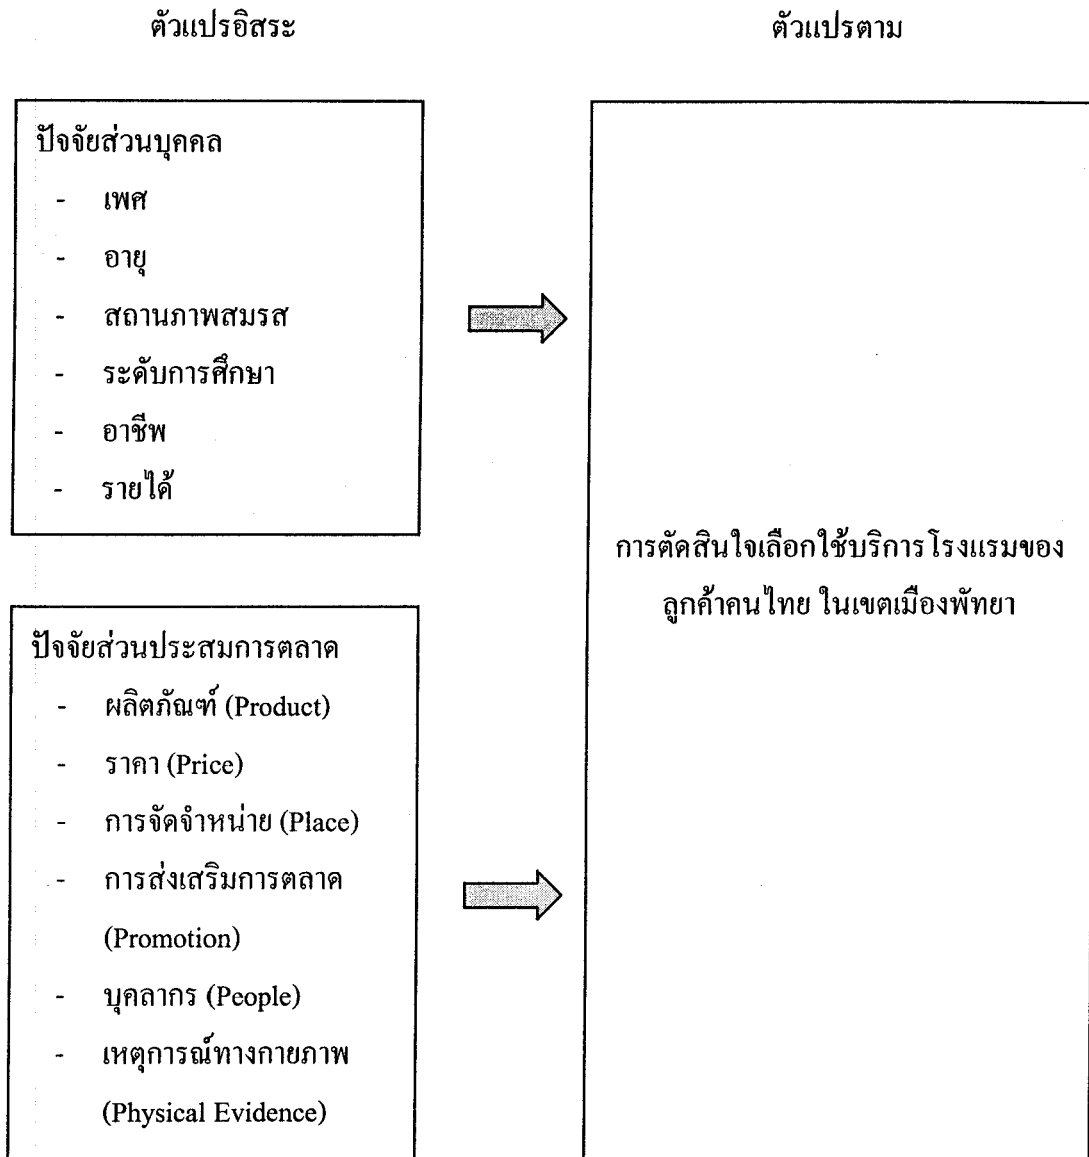 ตัวแปรอิสระ
ตัวแปรตาม
ปัจจัยส่วนบุคคล
- เพศ
- อายุ
- สถานภาพสมรส
- ระดับการศึกษา
- อาชีพ
- รายได้
ปัจจัยส่วนประสมการตลาด
- ผลิตภัณฑ์ (Product)
- ราคา (Price)
- การจัดจำหน่าย (Place)
- การส่งเสริมการตลาด
(Promotion)
- บุคลากร (People)
- เหตุการณ์ทางกายภาพ
(Physical Evidence)
การตัดสินใจเลือกใช้บริการโรงแรมของ
ลูกค้าคนไทย ในเขตเมืองพัทยา